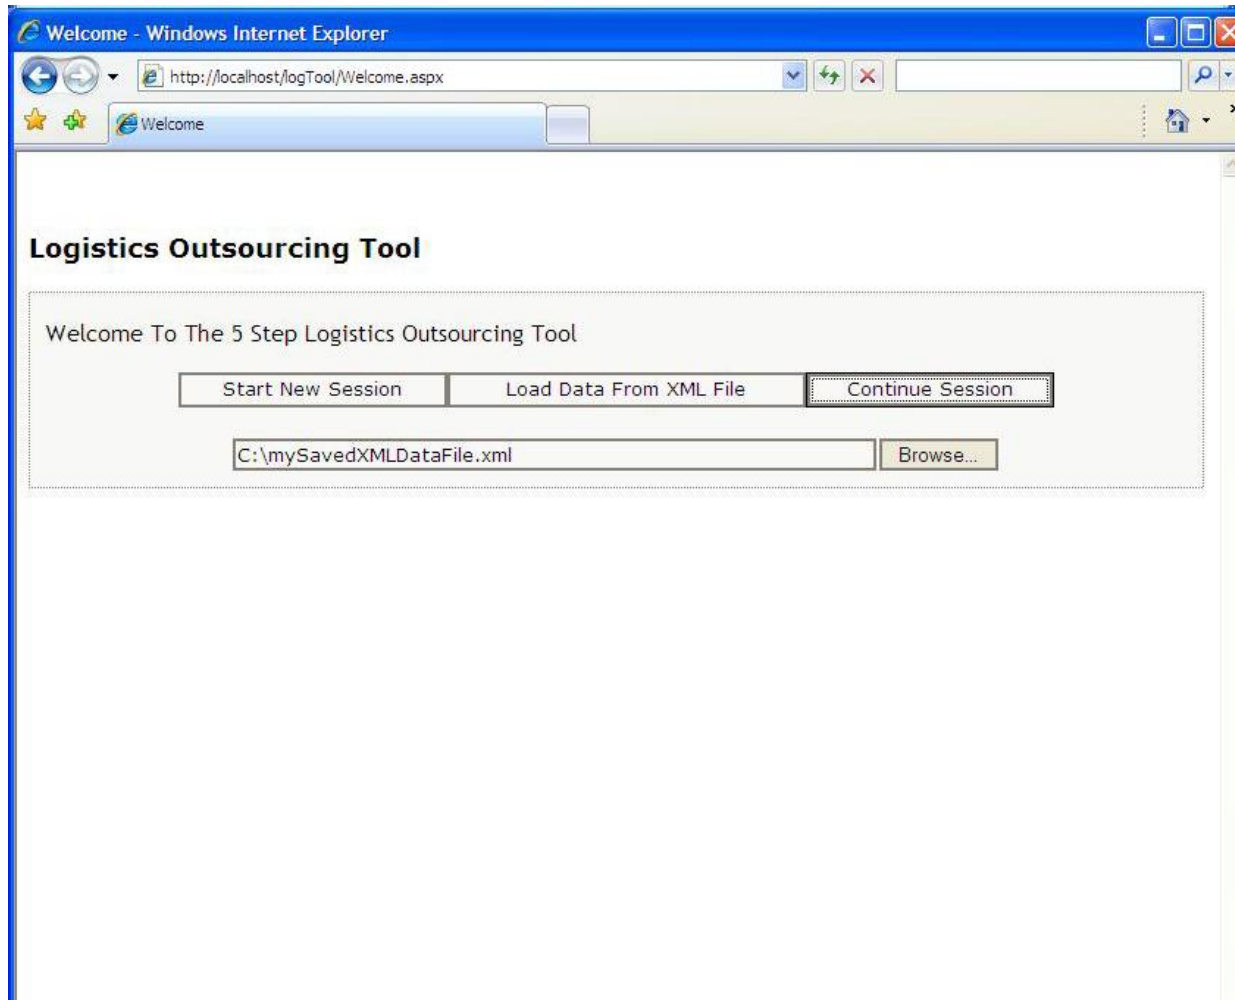 Welcome - Windows Internet Explorer
http://localhost/logTool/Welcome.aspx
Welcome
Logistics Outsourcing Tool
Welcome To The 5 Step Logistics Outsourcing Tool
Start New Session Load Data From XML File Continue Session
C:\mySavedXMLDataFile.xml Browse...